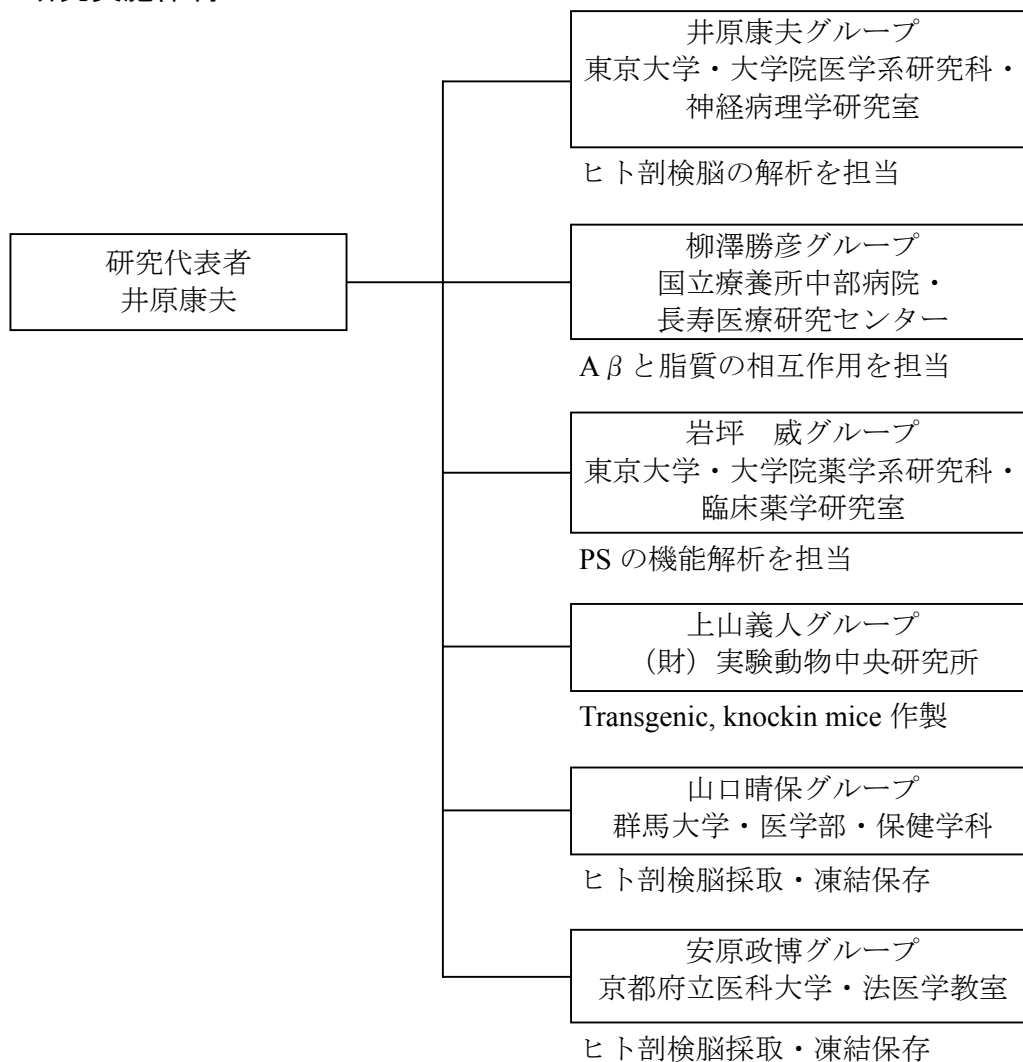 研究実施体制
井原康夫グループ
東京大学・大学院医学系研究科・
神経病理学研究室
ヒト剖検脳の解析を担当
研究代表者
井原康夫
柳澤勝彦グループ
国立療養所中部病院・
長寿医療研究センター
Aβと脂質の相互作用を担当
岩坪　威グループ
東京大学・大学院薬学系研究科・
臨床薬学研究室
PS の機能解析を担当
上山義人グループ
（財）実験動物中央研究所
Transgenic, knockin mice 作製
山口晴保グループ
群馬大学・医学部・保健学科
ヒト剖検脳採取・凍結保存
安原政博グループ
京都府立医科大学・法医学教室
ヒト剖検脳採取・凍結保存